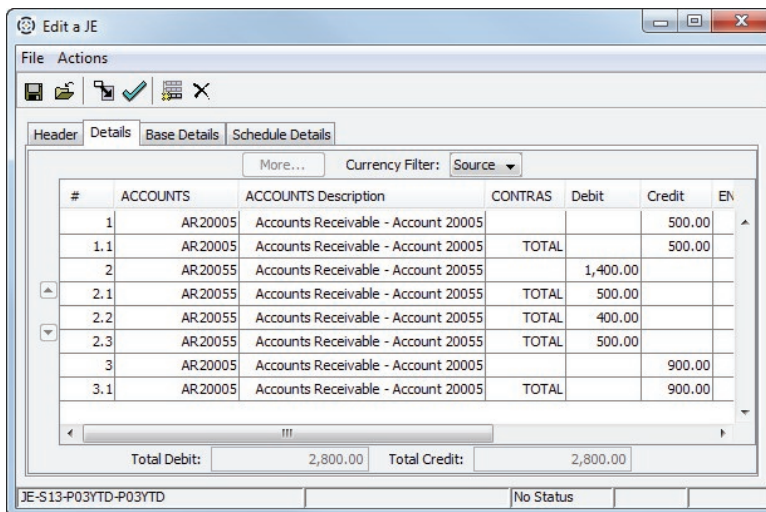 Edit a JE
File Actions
Header Details Base Details Schedule Details
More... Currency Filter: Source
# ACCOUNTS ACCOUNTS Description CONTRAS Debit Credit EN
1 AR20005 Accounts Receivable - Account 20005 500.00
1.1 AR20005 Accounts Receivable - Account 20005 TOTAL 500.00
2 AR20055 Accounts Receivable - Account 20055 1,400.00
2.1 AR20055 Accounts Receivable - Account 20055 TOTAL 500.00
2.2 AR20055 Accounts Receivable - Account 20055 TOTAL 400.00
2.3 AR20055 Accounts Receivable - Account 20055 TOTAL 500.00
3 AR20005 Accounts Receivable - Account 20005 900.00
3.1 AR20005 Accounts Receivable - Account 20005 TOTAL 900.00
Total Debit: 2,800.00 Total Credit: 2,800.00
JE-S13-P03YTD-P03YTD No Status